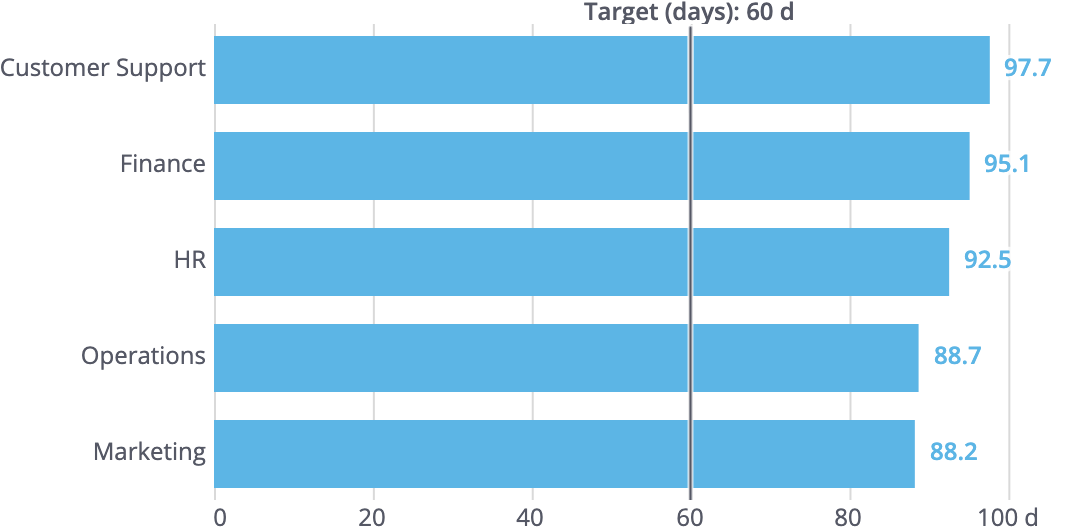 Target (days): 60 d
Customer Support 97.7
Finance 95.1
HR 92.5
Operations 88.7
Marketing 88.2
0 20 40 60 80 100 d